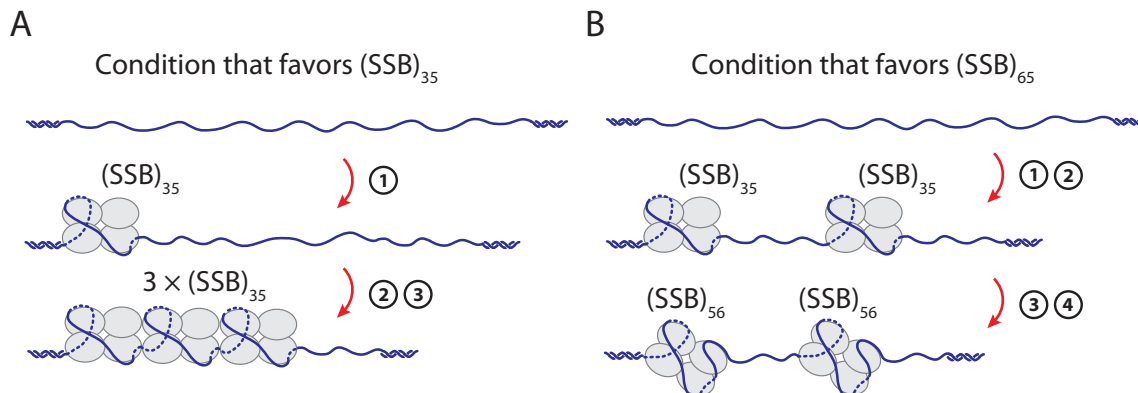 A
Condition that favors (SSB)35
(SSB)35
1
3 × (SSB)35
2 3
B
Condition that favors (SSB)65
(SSB)35 (SSB)35
1 2
(SSB)56 (SSB)56
3 4